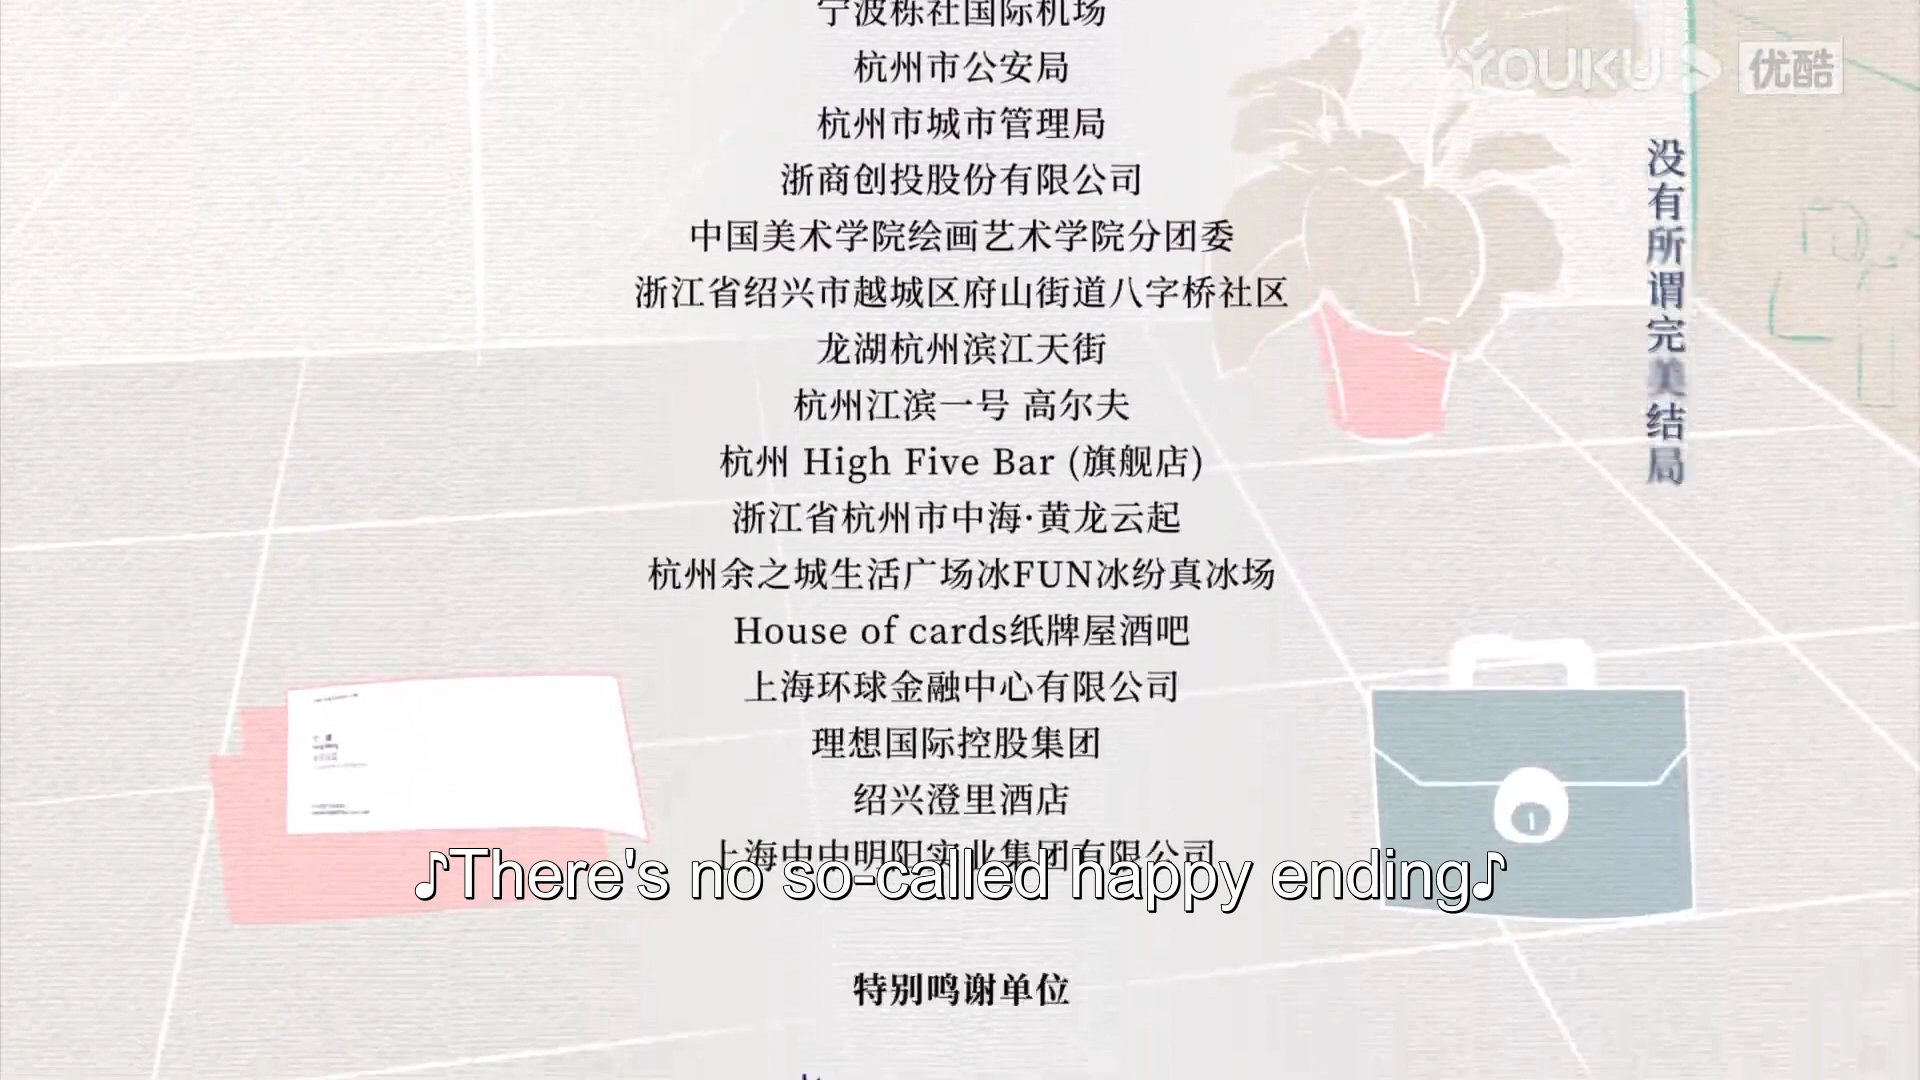 宁波栎社国际机场
YOUKU 优酷
杭州市公安局
杭州市城市管理局
浙商创投股份有限公司
中国美术学院绘画艺术学院分团委
浙江省绍兴市越城区府山街道八字桥社区
龙湖杭州滨江天街
杭州江滨一号 高尔夫
杭州 High Five Bar (旗舰店)
浙江省杭州市中海·黄龙云起
杭州余之城生活广场冰FUN冰纷真冰场
House of cards纸牌屋酒吧
上海环球金融中心有限公司
理想国际控股集团
绍兴澄里酒店
上海申申明阳实业集团有限公司
♪There's no so-called happy ending♪
特别鸣谢单位
没有所谓完美结局